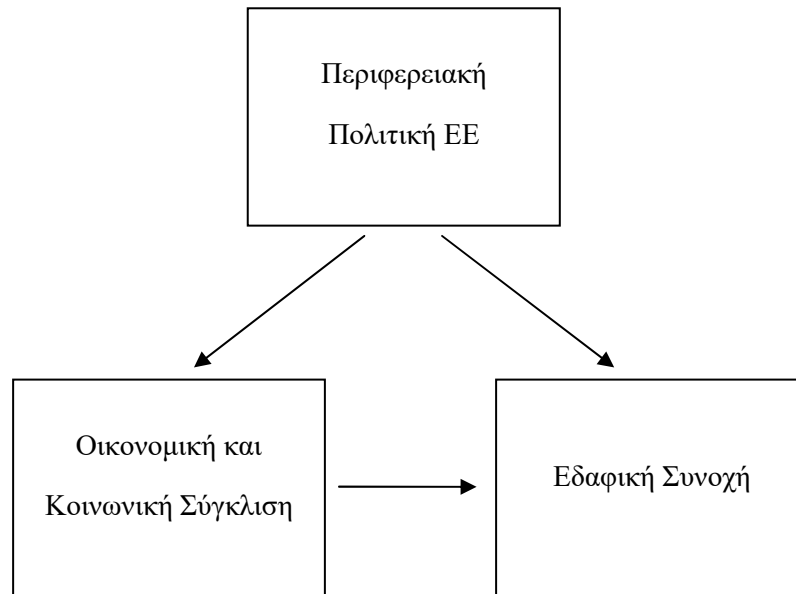 Περιφερειακή
Πολιτική ΕΕ
Οικονομική και
Κοινωνική Σύγκλιση
Εδαφική Συνοχή